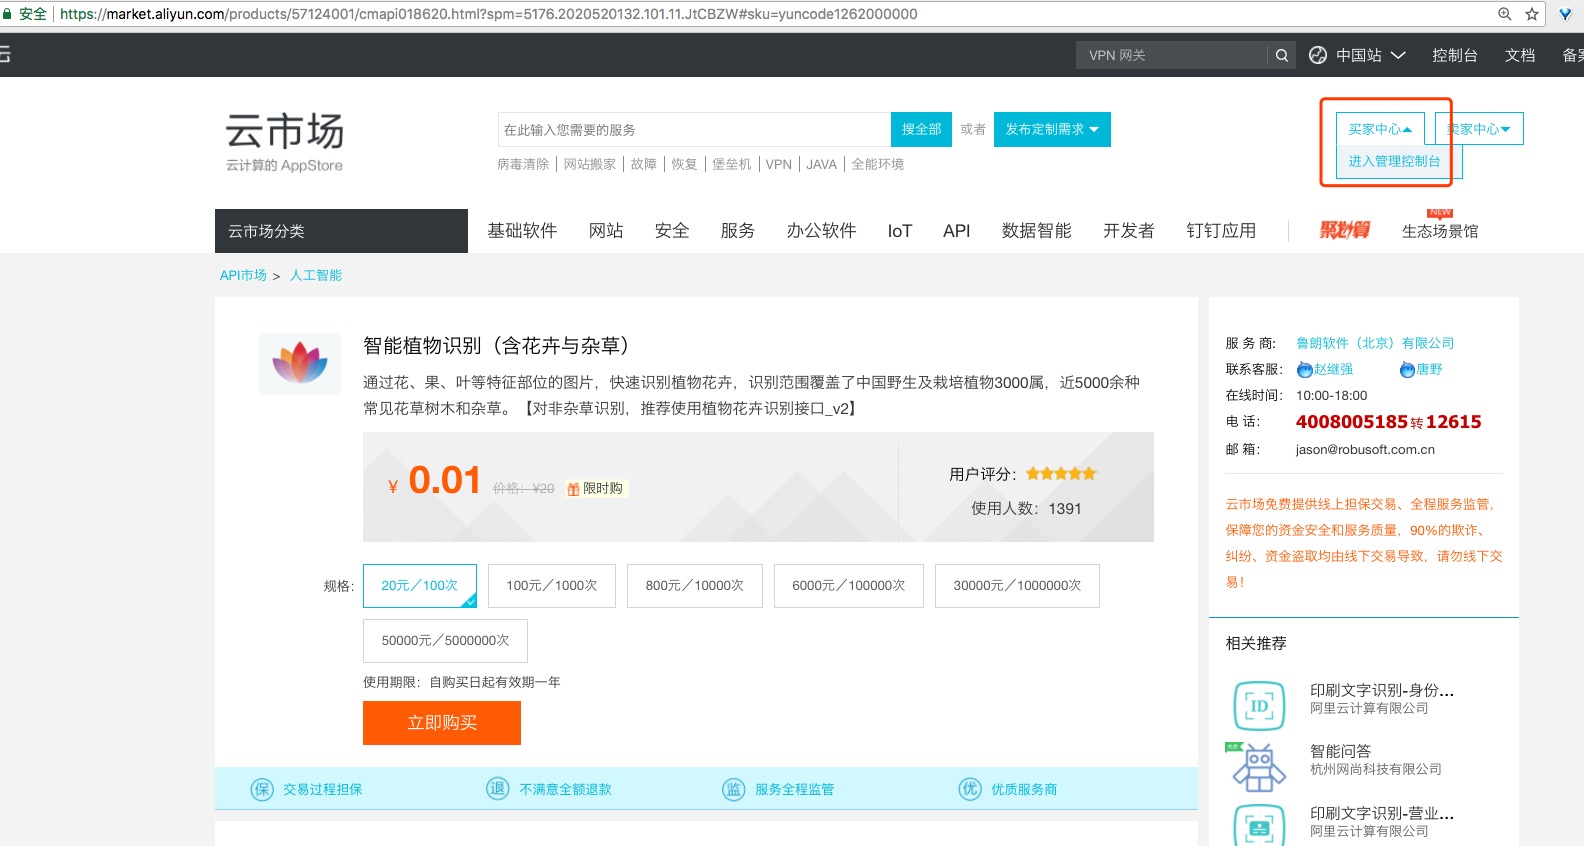 安全 https://market.aliyun.com/products/57124001/cmapi018620.html?spm=5176.2020520132.101.11.JtCBZW#sku=yuncode1262000000
云 VPN 网关 中国站 控制台 文档 备案
云市场
云计算的 AppStore
在此输入您需要的服务 搜全部 或者 发布定制需求
买家中心 卖家中心
进入管理控制台
病毒清除 网站搬家 故障 恢复 堡垒机 VPN JAVA 全能环境
云市场分类 基础软件 网站 安全 服务 办公软件 IoT API 数据智能 开发者 钉钉应用 聚划算 生态场景馆
NEW
API市场 > 人工智能
智能植物识别（含花卉与杂草）
通过花、果、叶等特征部位的图片，快速识别植物花卉，识别范围覆盖了中国野生及栽培植物3000属，近5000余种
常见花草树木和杂草。【对非杂草识别，推荐使用植物花卉识别接口_v2】
¥ 0.01 价格：¥20 限时购
用户评分：
使用人数：1391
规格： 20元／100次 100元／1000次 800元／10000次 6000元／100000次 30000元／1000000次
50000元／5000000次
使用期限：自购买日起有效期一年
立即购买
保 交易过程担保 退 不满意全额退款 监 服务全程监管 优 优质服务商
服 务 商： 鲁朗软件（北京）有限公司
联系客服： 赵继强 唐野
在线时间： 10:00-18:00
电 话： 4008005185转12615
邮 箱： jason@robusoft.com.cn
云市场免费提供线上担保交易、全程服务监管，
保障您的资金安全和服务质量，90%的欺诈、
纠纷、资金盗取均由线下交易导致，请勿线下交
易！
相关推荐
ID
印刷文字识别-身份...
阿里云计算有限公司
智能问答
杭州网尚科技有限公司
印刷文字识别-营业...
阿里云计算有限公司